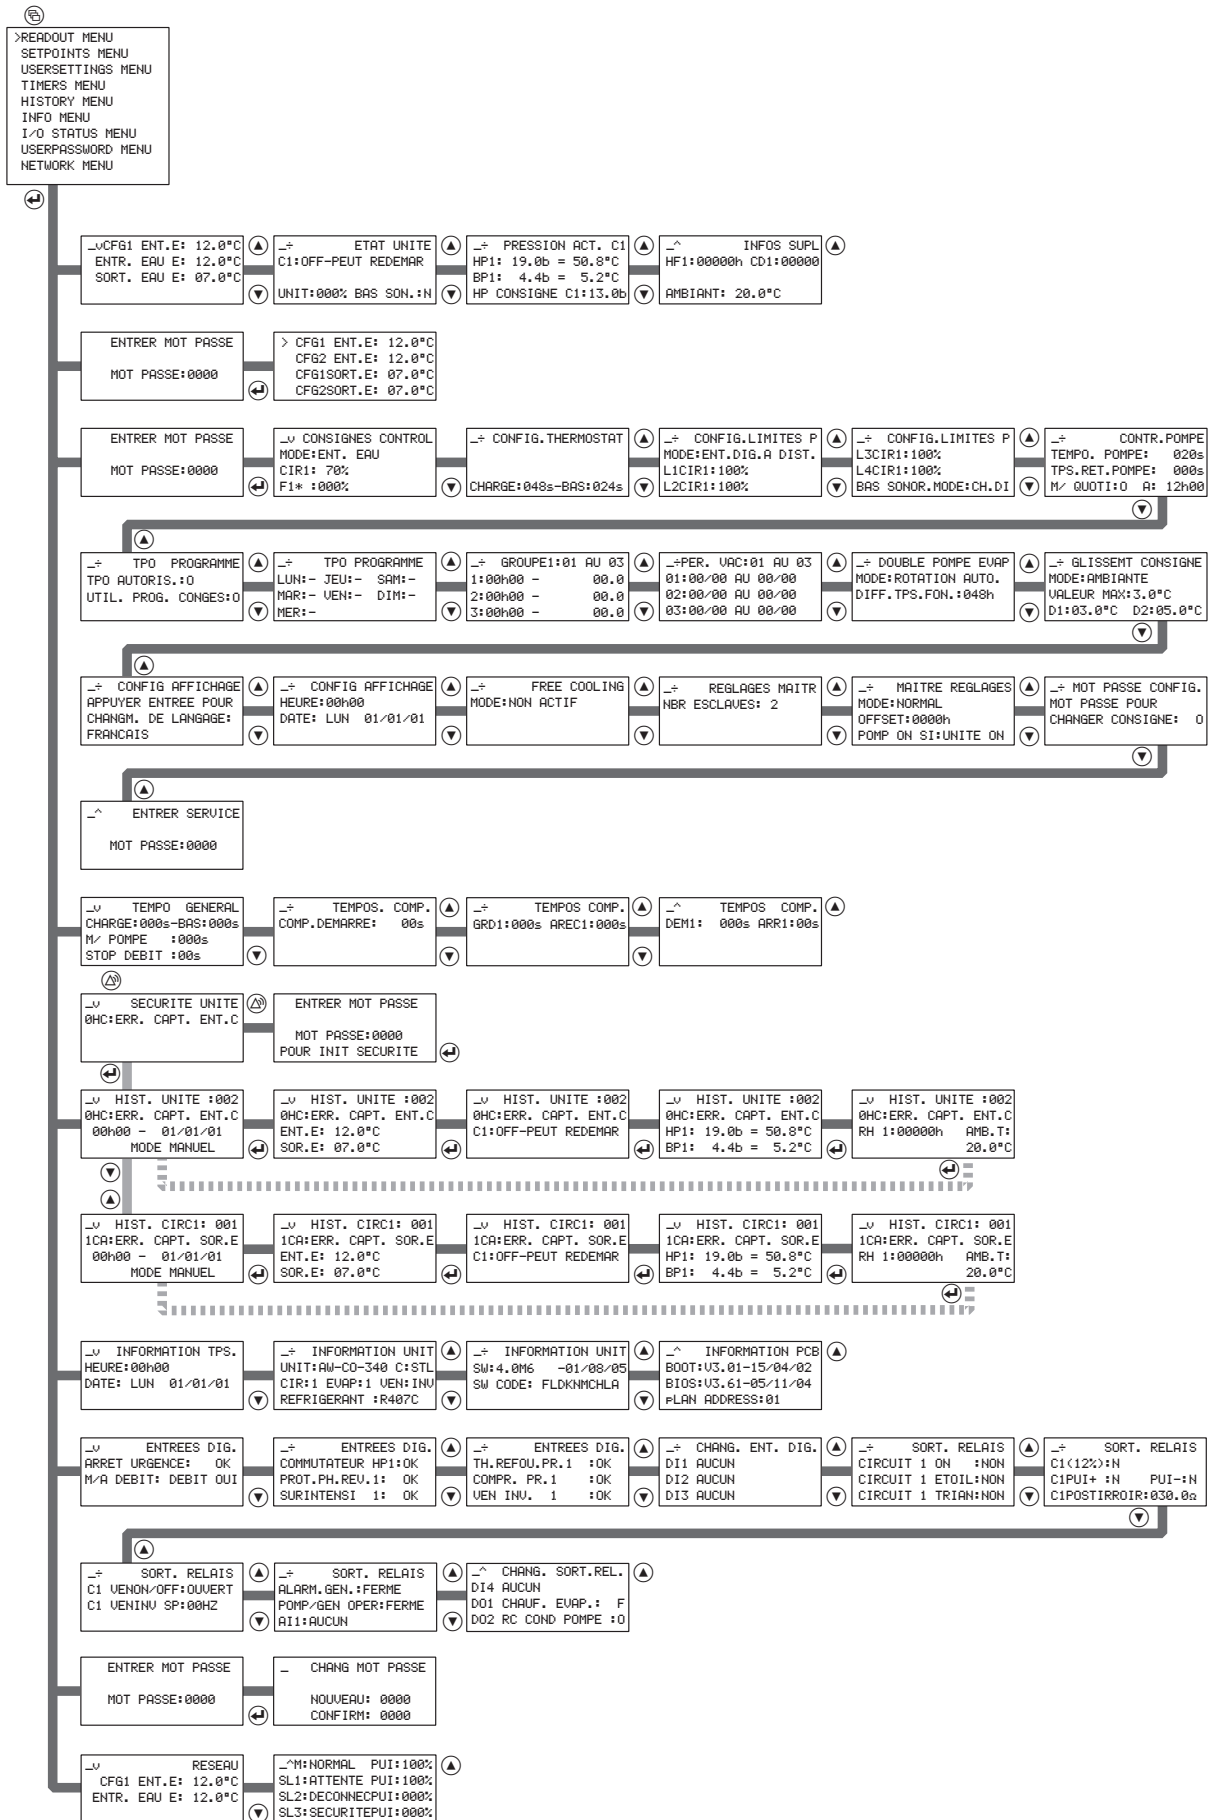 >READOUT MENU
SETPOINTS MENU
USERSETTINGS MENU
TIMERS MENU
HISTORY MENU
INFO MENU
I/O STATUS MENU
USERPASSWORD MENU
NETWORK MENU
_vCFG1 ENT.E: 12.0°C
ENTR. EAU E: 12.0°C
SORT. EAU E: 07.0°C
_÷ ETAT UNITE
C1:OFF-PEUT REDEMAR
UNIT:000% BAS SON.:N
_÷ PRESSION ACT. C1
HP1: 19.0b = 50.8°C
BP1: 4.4b = 5.2°C
HP CONSIGNE C1:13.0b
_^ INFOS SUPL
HF1:00000h CD1:00000
AMBIANT: 20.0°C
ENTRER MOT PASSE
MOT PASSE:0000
> CFG1 ENT.E: 12.0°C
CFG2 ENT.E: 12.0°C
CFG1SORT.E: 07.0°C
CFG2SORT.E: 07.0°C
ENTRER MOT PASSE
MOT PASSE:0000
_v CONSIGNES CONTROL
MODE:ENT. EAU
CIR1: 70%
F1* :000%
_÷ CONFIG.THERMOSTAT
CHARGE:048s-BAS:024s
_÷ CONFIG.LIMITES P
MODE:ENT.DIG.A DIST.
L1CIR1:100%
L2CIR1:100%
_÷ CONFIG.LIMITES P
L3CIR1:100%
L4CIR1:100%
BAS SONOR.MODE:CH.DI
_÷ CONTR.POMPE
TEMPO. POMPE: 020s
TPS.RET.POMPE: 000s
M/ QUOTI:O A: 12h00
_÷ TPO PROGRAMME
TPO AUTORIS.:O
UTIL. PROG. CONGES:O
_÷ TPO PROGRAMME
LUN:- JEU:- SAM:-
MAR:- VEN:- DIM:-
MER:-
_÷ GROUPE1:01 AU 03
1:00h00 - 00.0
2:00h00 - 00.0
3:00h00 - 00.0
_÷PER. VAC:01 AU 03
01:00/00 AU 00/00
02:00/00 AU 00/00
03:00/00 AU 00/00
_÷ DOUBLE POMPE EVAP
MODE:ROTATION AUTO.
DIFF.TPS.FON.:048h
_÷ GLISSEMT CONSIGNE
MODE:AMBIANTE
VALEUR MAX:3.0°C
D1:03.0°C D2:05.0°C
_÷ CONFIG AFFICHAGE
APPUYER ENTREE POUR
CHANGM. DE LANGAGE:
FRANCAIS
_÷ CONFIG AFFICHAGE
HEURE:00h00
DATE: LUN 01/01/01
_÷ FREE COOLING
MODE:NON ACTIF
_÷ REGLAGES MAITR
NBR ESCLAVES: 2
_÷ MAITRE REGLAGES
MODE:NORMAL
OFFSET:0000h
POMP ON SI:UNITE ON
_÷ MOT PASSE CONFIG.
MOT PASSE POUR
CHANGER CONSIGNE: O
_^ ENTRER SERVICE
MOT PASSE:0000
_v TEMPO GENERAL
CHARGE:000s-BAS:000s
M/ POMPE :000s
STOP DEBIT :00s
_÷ TEMPOS. COMP.
COMP.DEMARRE: 00s
_÷ TEMPOS COMP.
GRD1:000s AREC1:000s
_^ TEMPOS COMP.
DEM1: 000s ARR1:00s
_v SECURITE UNITE
0HC:ERR. CAPT. ENT.C
ENTRER MOT PASSE
MOT PASSE:0000
POUR INIT SECURITE
_v HIST. UNITE :002
0HC:ERR. CAPT. ENT.C
00h00 - 01/01/01
MODE MANUEL
_v HIST. UNITE :002
0HC:ERR. CAPT. ENT.C
ENT.E: 12.0°C
SOR.E: 07.0°C
_v HIST. UNITE :002
0HC:ERR. CAPT. ENT.C
C1:OFF-PEUT REDEMAR
_v HIST. UNITE :002
0HC:ERR. CAPT. ENT.C
HP1: 19.0b = 50.8°C
BP1: 4.4b = 5.2°C
_v HIST. UNITE :002
0HC:ERR. CAPT. ENT.C
RH 1:00000h AMB.T:
20.0°C
_v HIST. CIRC1: 001
1CA:ERR. CAPT. SOR.E
00h00 - 01/01/01
MODE MANUEL
_v HIST. CIRC1: 001
1CA:ERR. CAPT. SOR.E
ENT.E: 12.0°C
SOR.E: 07.0°C
_v HIST. CIRC1: 001
1CA:ERR. CAPT. SOR.E
C1:OFF-PEUT REDEMAR
_v HIST. CIRC1: 001
1CA:ERR. CAPT. SOR.E
HP1: 19.0b = 50.8°C
BP1: 4.4b = 5.2°C
_v HIST. CIRC1: 001
1CA:ERR. CAPT. SOR.E
RH 1:00000h AMB.T:
20.0°C
_v INFORMATION TPS.
HEURE:00h00
DATE: LUN 01/01/01
_÷ INFORMATION UNIT
UNIT:AW-CO-340 C:STL
CIR:1 EVAP:1 VEN:INV
REFRIGERANT :R407C
_÷ INFORMATION UNIT
SW:4.0M6 -01/08/05
SW CODE: FLDKNMCHLA
_^ INFORMATION PCB
BOOT:V3.01-15/04/02
BIOS:V3.61-05/11/04
pLAN ADDRESS:01
_v ENTREES DIG.
ARRET URGENCE: OK
M/A DEBIT: DEBIT OUI
_÷ ENTREES DIG.
COMMUTATEUR HP1:OK
PROT.PH.REV.1: OK
SURINTENSI 1: OK
_÷ ENTREES DIG.
TH.REFOU.PR.1 :OK
COMPR. PR.1 :OK
VEN INV. 1 :OK
_÷ CHANG. ENT. DIG.
DI1 AUCUN
DI2 AUCUN
DI3 AUCUN
_÷ SORT. RELAIS
CIRCUIT 1 ON :NON
CIRCUIT 1 ETOIL:NON
CIRCUIT 1 TRIAN:NON
_÷ SORT. RELAIS
C1(12%):N
C1PUI+ :N PUI-:N
C1POSTIRROIR:030.0Ω
_÷ SORT. RELAIS
C1 VENON/OFF:OUVERT
C1 VENINV SP:00HZ
_÷ SORT. RELAIS
ALARM.GEN.:FERME
POMP/GEN OPER:FERME
AI1:AUCUN
_^ CHANG. SORT.REL.
DI4 AUCUN
DO1 CHAUF. EVAP.: F
DO2 RC COND POMPE :O
ENTRER MOT PASSE
MOT PASSE:0000
_ CHANG MOT PASSE
NOUVEAU: 0000
CONFIRM: 0000
_v RESEAU
CFG1 ENT.E: 12.0°C
ENTR. EAU E: 12.0°C
_^M:NORMAL PUI:100%
SL1:ATTENTE PUI:100%
SL2:DECONNECPUI:000%
SL3:SECURITEPUI:000%